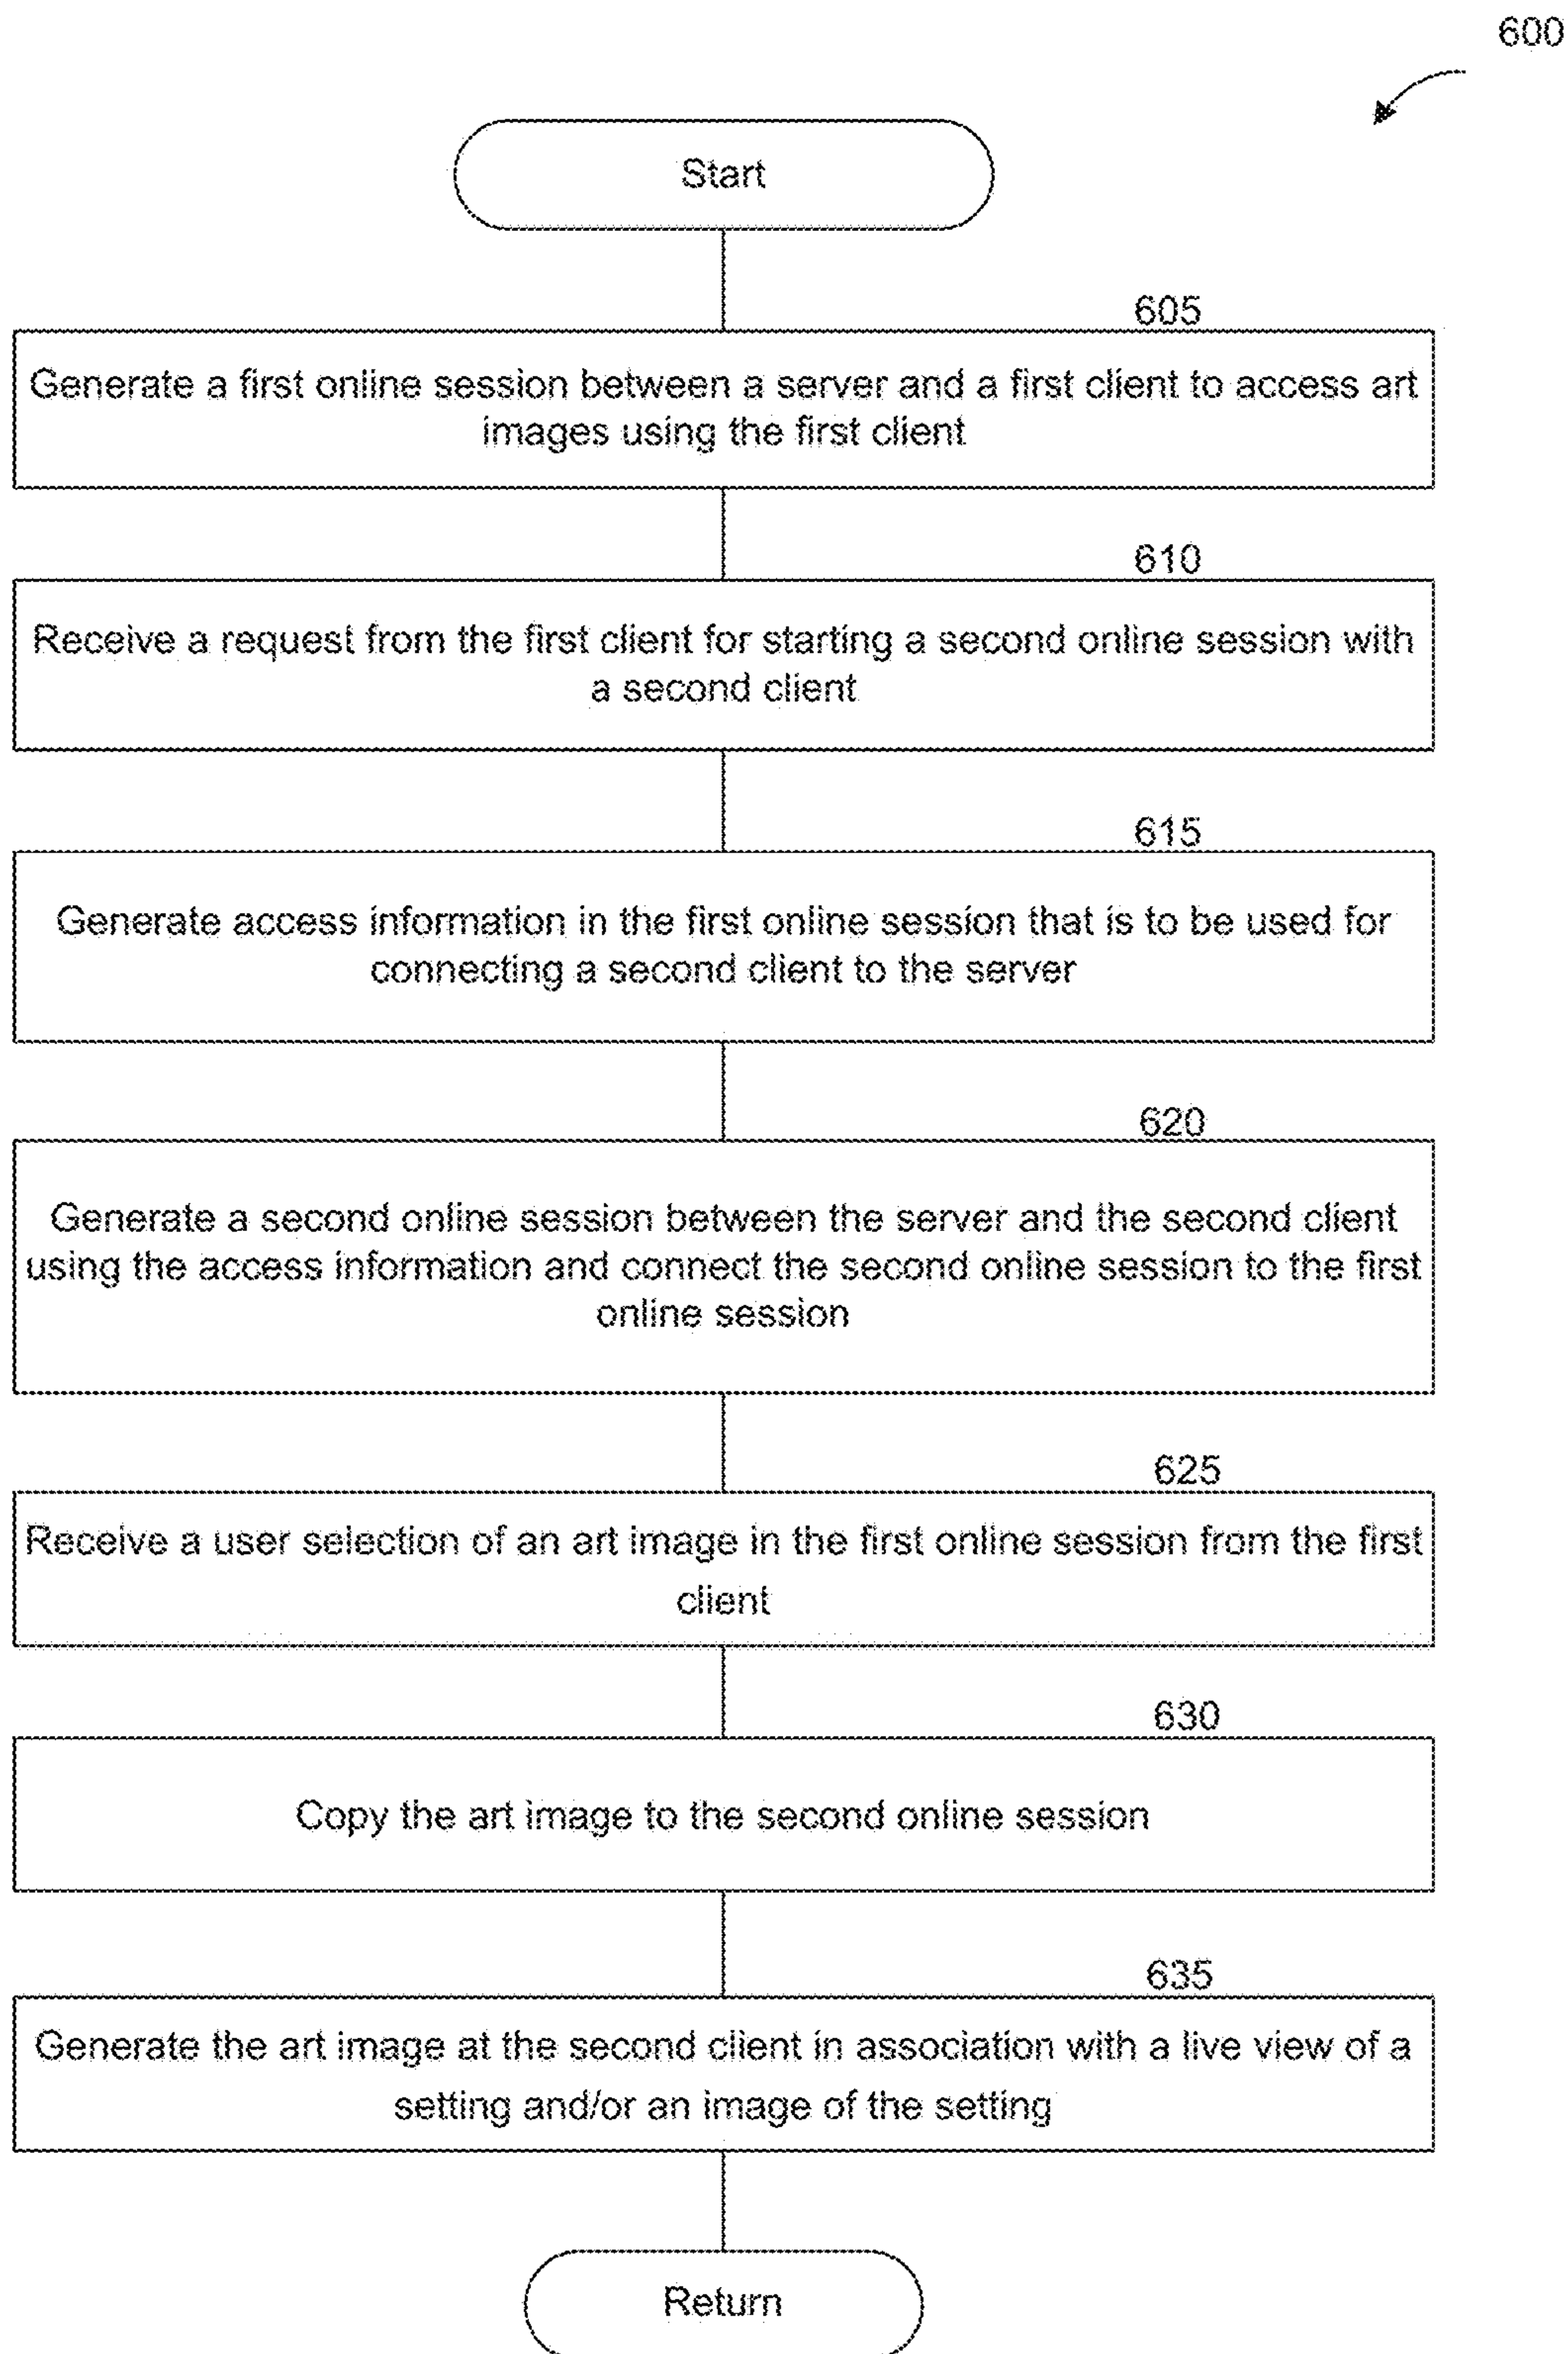 600
Start
605
Generate a first online session between a server and a first client to access art
images using the first client
610
Receive a request from the first client for starting a second online session with
a second client
615
Generate access information in the first online session that is to be used for
connecting a second client to the server
620
Generate a second online session between the server and the second client
using the access information and connect the second online session to the first
online session
625
Receive a user selection of an art image in the first online session from the first
client
630
Copy the art image to the second online session
635
Generate the art image at the second client in association with a live view of a
setting and/or an image of the setting
Return